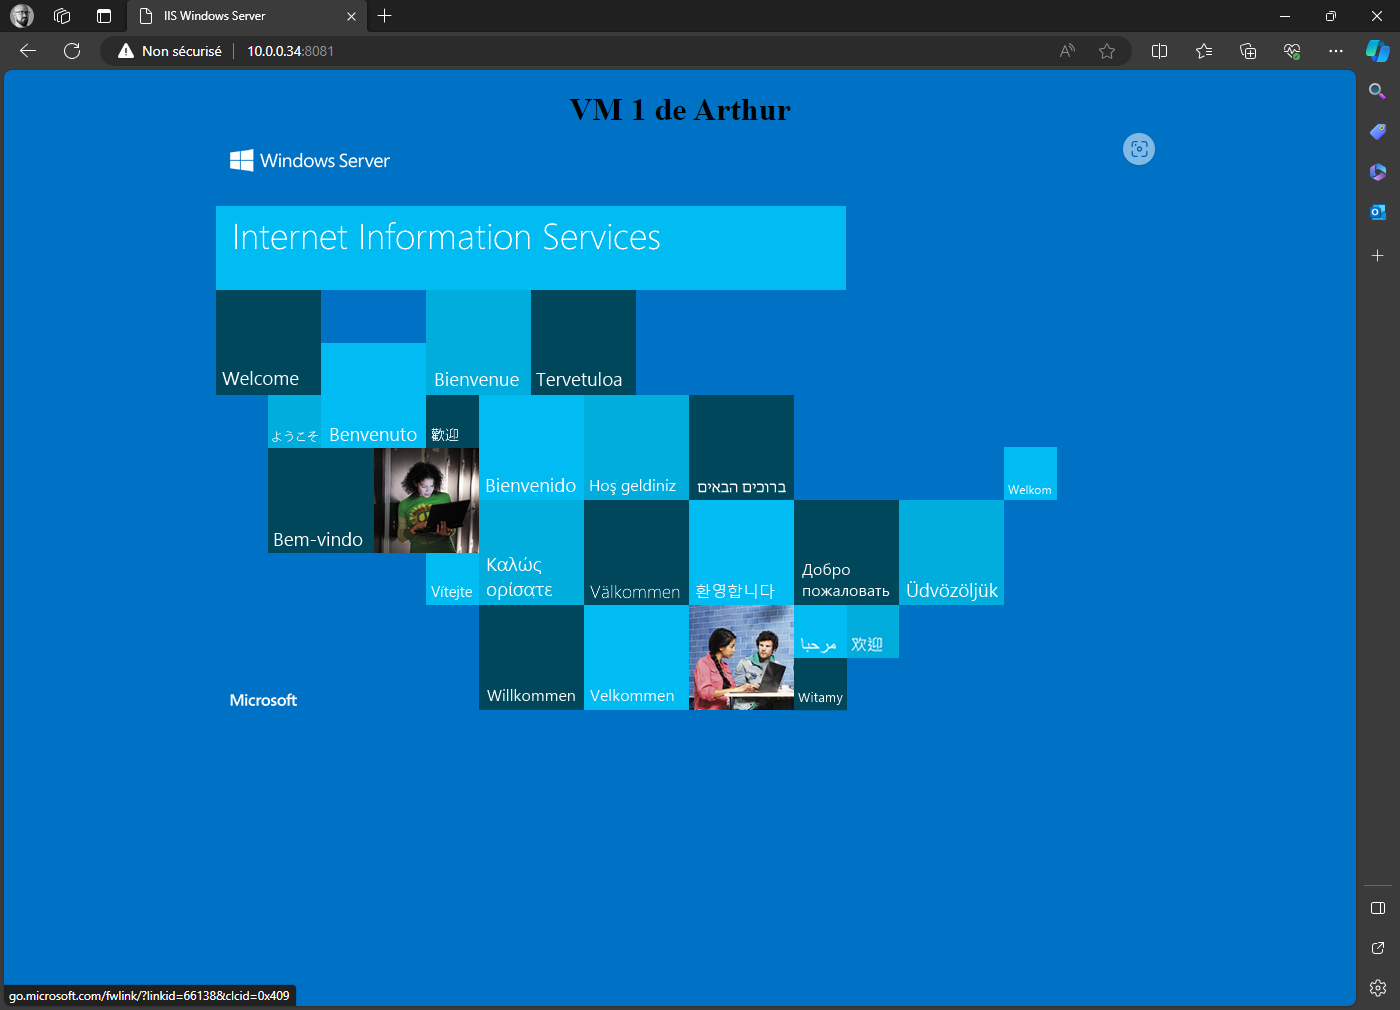 IIS Windows Server
Non sécurisé
10.0.0.34:8081
VM 1 de Arthur
Windows Server
Internet Information Services
Welcome
Bienvenue
Tervetuloa
ようこそ
Benvenuto
歡迎
Bienvenido
Hoş geldiniz
ברוכים הבאים
Welkom
Bem-vindo
Vítejte
Καλώς
ορίσατε
Välkommen
환영합니다
Добро
пожаловать
Üdvözöljük
Willkommen
Velkommen
مرحبا
欢迎
Witamy
Microsoft
go.microsoft.com/fwlink/?linkid=66138&clcid=0x409